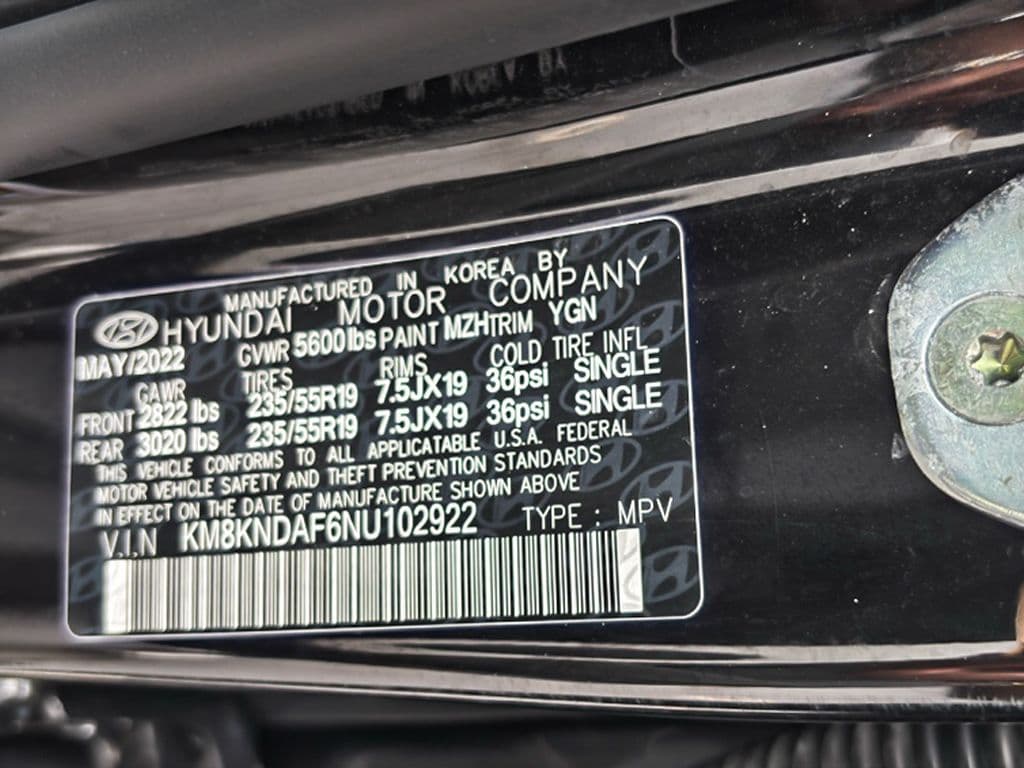 MANUFACTURED IN KOREA BY
HYUNDAI MOTOR COMPANY
MAY/2022 GVWR 5600lbs PAINT MZH TRIM YGN
GAWR TIRES RIMS COLD TIRE INFL
FRONT 2822 lbs 235/55R19 7.5JX19 36psi SINGLE
REAR 3020 lbs 235/55R19 7.5JX19 36psi SINGLE
THIS VEHICLE CONFORMS TO ALL APPLICATABLE U.S.A. FEDERAL
MOTOR VEHICLE SAFETY AND THEFT PREVENTION STANDARDS
IN EFFECT ON THE DATE OF MANUFACTURE SHOWN ABOVE
V.I.N KM8KNDAF6NU102922 TYPE : MPV